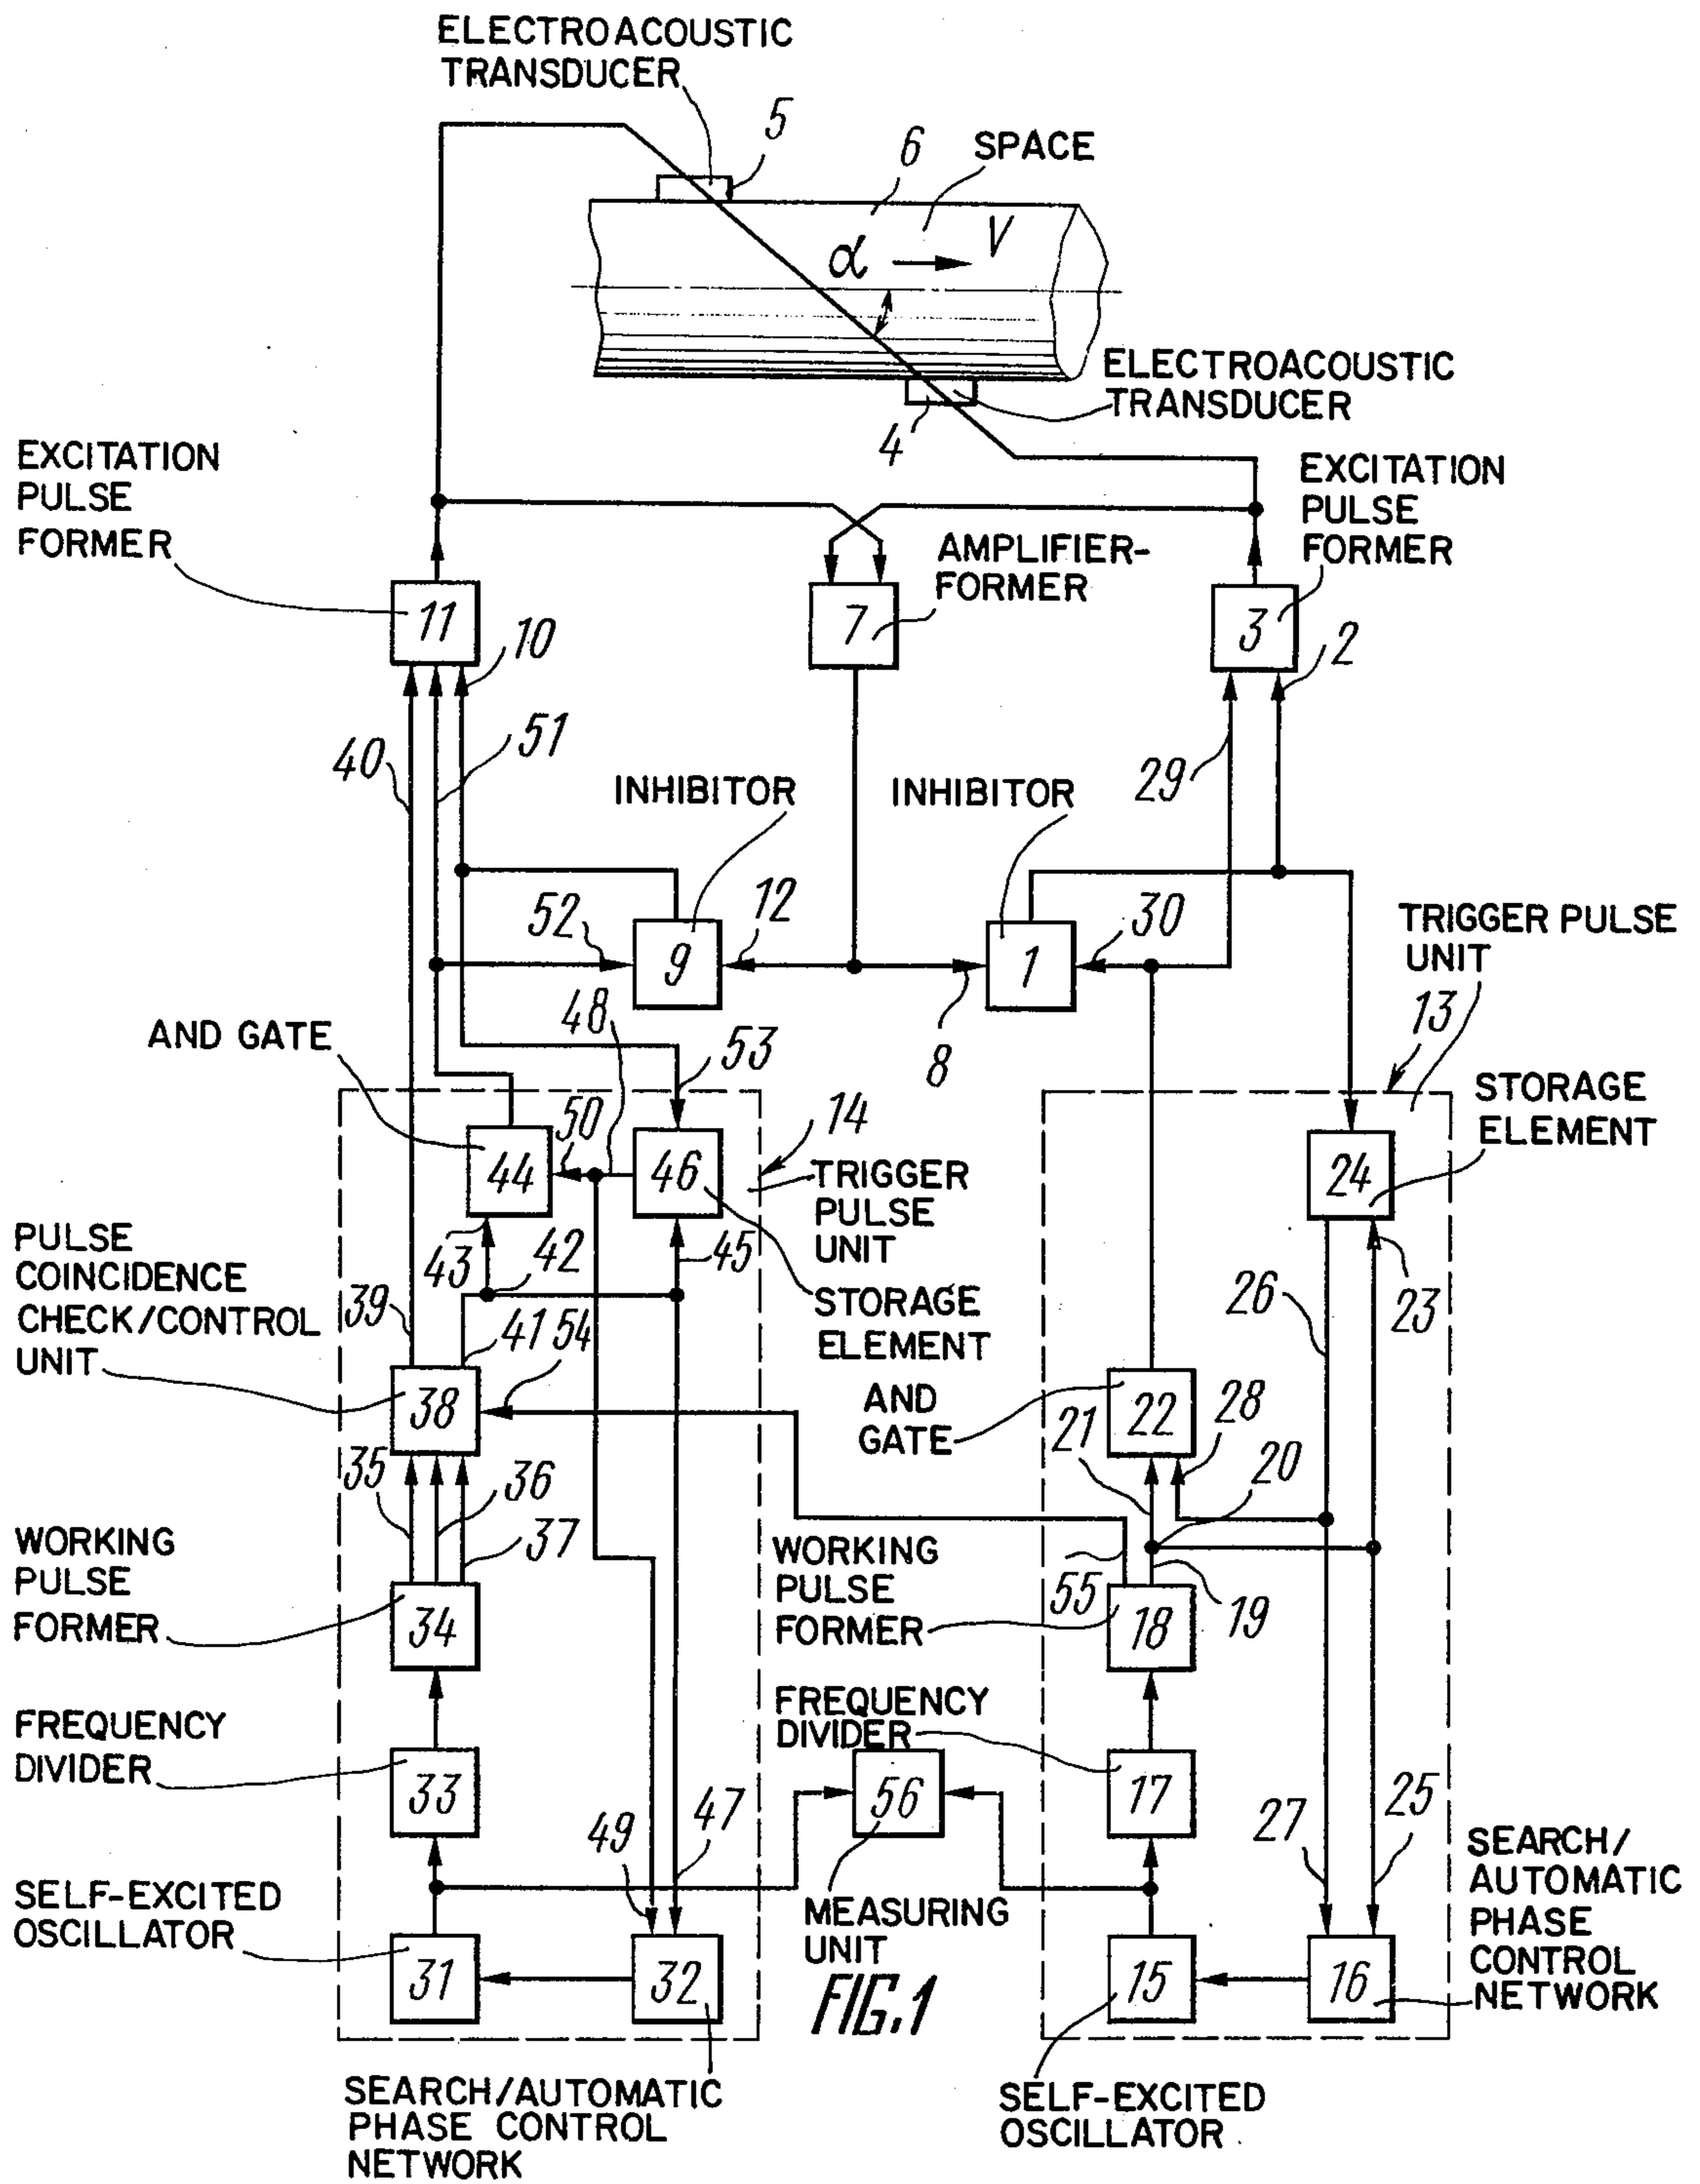 ELECTROACOUSTIC
TRANSDUCER
5
6
SPACE
α
V
ELECTROACOUSTIC
TRANSDUCER
4
EXCITATION
PULSE
FORMER
EXCITATION
PULSE
FORMER
AMPLIFIER-
FORMER
11
7
3
10
2
51
40
29
INHIBITOR
INHIBITOR
52
12
30
9
1
TRIGGER PULSE
UNIT
13
48
8
AND GATE
53
STORAGE
ELEMENT
50
14
44
46
24
TRIGGER
PULSE
UNIT
PULSE
COINCIDENCE
CHECK/CONTROL
UNIT
43
42
45
39
26
23
STORAGE
ELEMENT
41
54
38
AND
GATE
22
28
21
20
35
36
37
WORKING
PULSE
FORMER
WORKING
PULSE
FORMER
55
19
34
18
FREQUENCY
DIVIDER
FREQUENCY
DIVIDER
33
56
17
49
47
27
25
SEARCH/
AUTOMATIC
PHASE
CONTROL
NETWORK
SELF-EXCITED
OSCILLATOR
MEASURING
UNIT
31
32
15
16
FIG.1
SEARCH/AUTOMATIC
PHASE CONTROL
NETWORK
SELF-EXCITED
OSCILLATOR